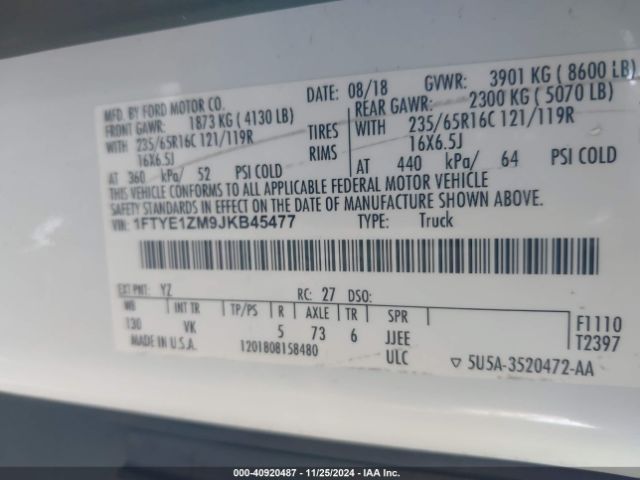 MFD. BY FORD MOTOR CO. DATE: 08/18 GVWR: 3901 KG ( 8600 LB)
FRONT GAWR: 1873 KG ( 4130 LB) REAR GAWR: 2300 KG ( 5070 LB)
WITH 235/65R16C 121/119R TIRES WITH 235/65R16C 121/119R
16X6.5J RIMS 16X6.5J
AT 360 kPa/ 52 PSI COLD AT 440 kPa/ 64 PSI COLD
THIS VEHICLE CONFORMS TO ALL APPLICABLE FEDERAL MOTOR VEHICLE
SAFETY STANDARDS IN EFFECT ON THE DATE OF MANUFACTURE SHOWN ABOVE.
VIN: 1FTYE1ZM9JKB45477 TYPE: Truck
EXT PNT: YZ RC: 27 DSO:
WB INT TR TP/PS R AXLE TR SPR
130 VK 5 73 6 JJEE
F1110
T2397
MADE IN U.S.A. 1201808158480 ULC
▽ 5U5A-3520472-AA
000-40920487 - 11/25/2024 - IAA Inc.